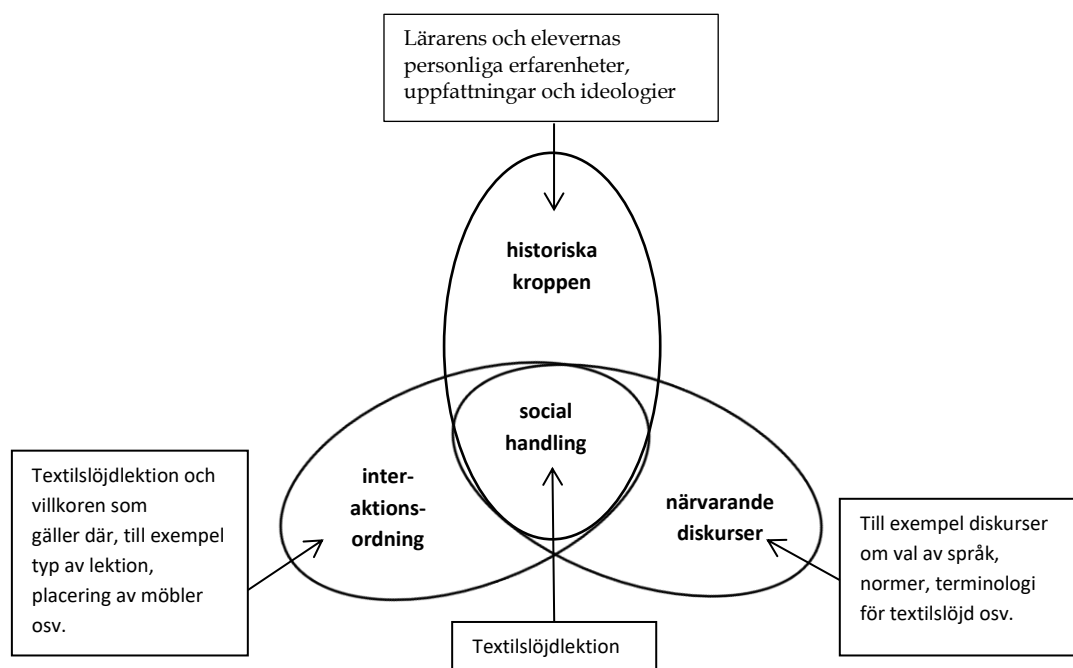 Lärarens och elevernas
personliga erfarenheter,
uppfattningar och ideologier
historiska
kroppen
social
handling
inter-
aktions-
ordning
närvarande
diskurser
Textilslöjdlektion och
villkoren som
gäller där, till exempel
typ av lektion,
placering av möbler
osv.
Till exempel diskurser
om val av språk,
normer, terminologi
för textilslöjd osv.
Textilslöjdlektion